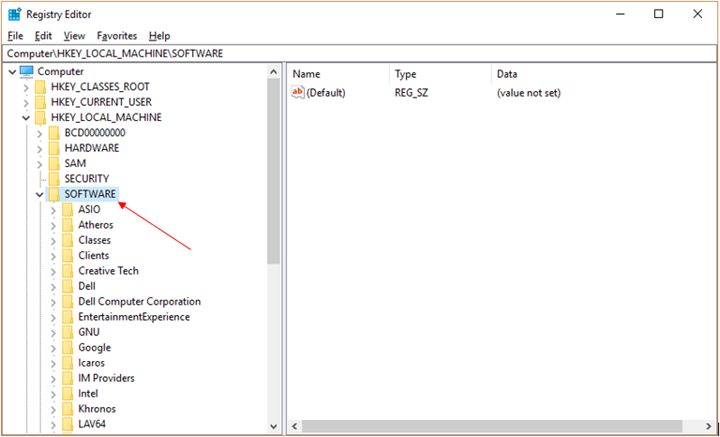 Registry Editor
File Edit View Favorites Help
Computer\HKEY_LOCAL_MACHINE\SOFTWARE
Computer
HKEY_CLASSES_ROOT
HKEY_CURRENT_USER
HKEY_LOCAL_MACHINE
BCD00000000
HARDWARE
SAM
SECURITY
SOFTWARE
ASIO
Atheros
Classes
Clients
Creative Tech
Dell
Dell Computer Corporation
EntertainmentExperience
GNU
Google
Icaros
IM Providers
Intel
Khronos
LAV64
Name Type Data
ab (Default) REG_SZ (value not set)